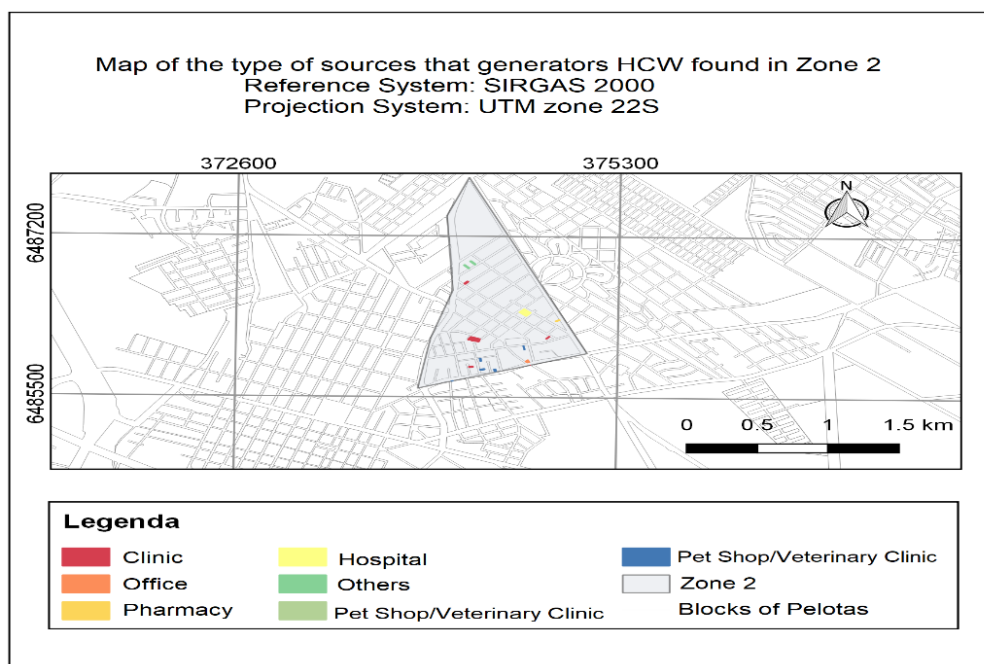 Map of the type of sources that generators HCW found in Zone 2
Reference System: SIRGAS 2000
Projection System: UTM zone 22S
372600
375300
6487200
N
6485500
0 0.5 1 1.5 km
Legenda
Clinic
Office
Pharmacy
Hospital
Others
Pet Shop/Veterinary Clinic
Pet Shop/Veterinary Clinic
Zone 2
Blocks of Pelotas